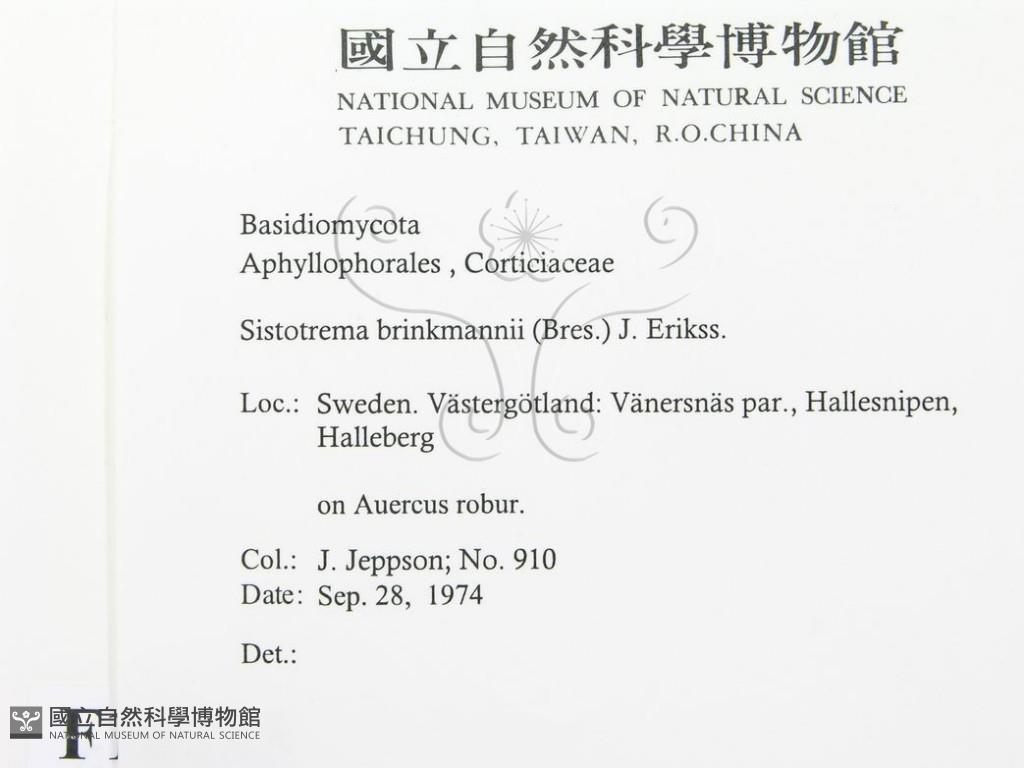 國立自然科學博物館
NATIONAL MUSEUM OF NATURAL SCIENCE
TAICHUNG, TAIWAN, R.O.CHINA
Basidiomycota
Aphyllophorales , Corticiaceae
Sistotrema brinkmannii (Bres.) J. Erikss.
Loc.: Sweden. Västergötland: Vänersnäs par., Hallesnipen,
Halleberg
on Auercus robur.
Col.: J. Jeppson; No. 910
Date: Sep. 28, 1974
Det.:
F
國立自然科學博物館
NATIONAL MUSEUM OF NATURAL SCIENCE